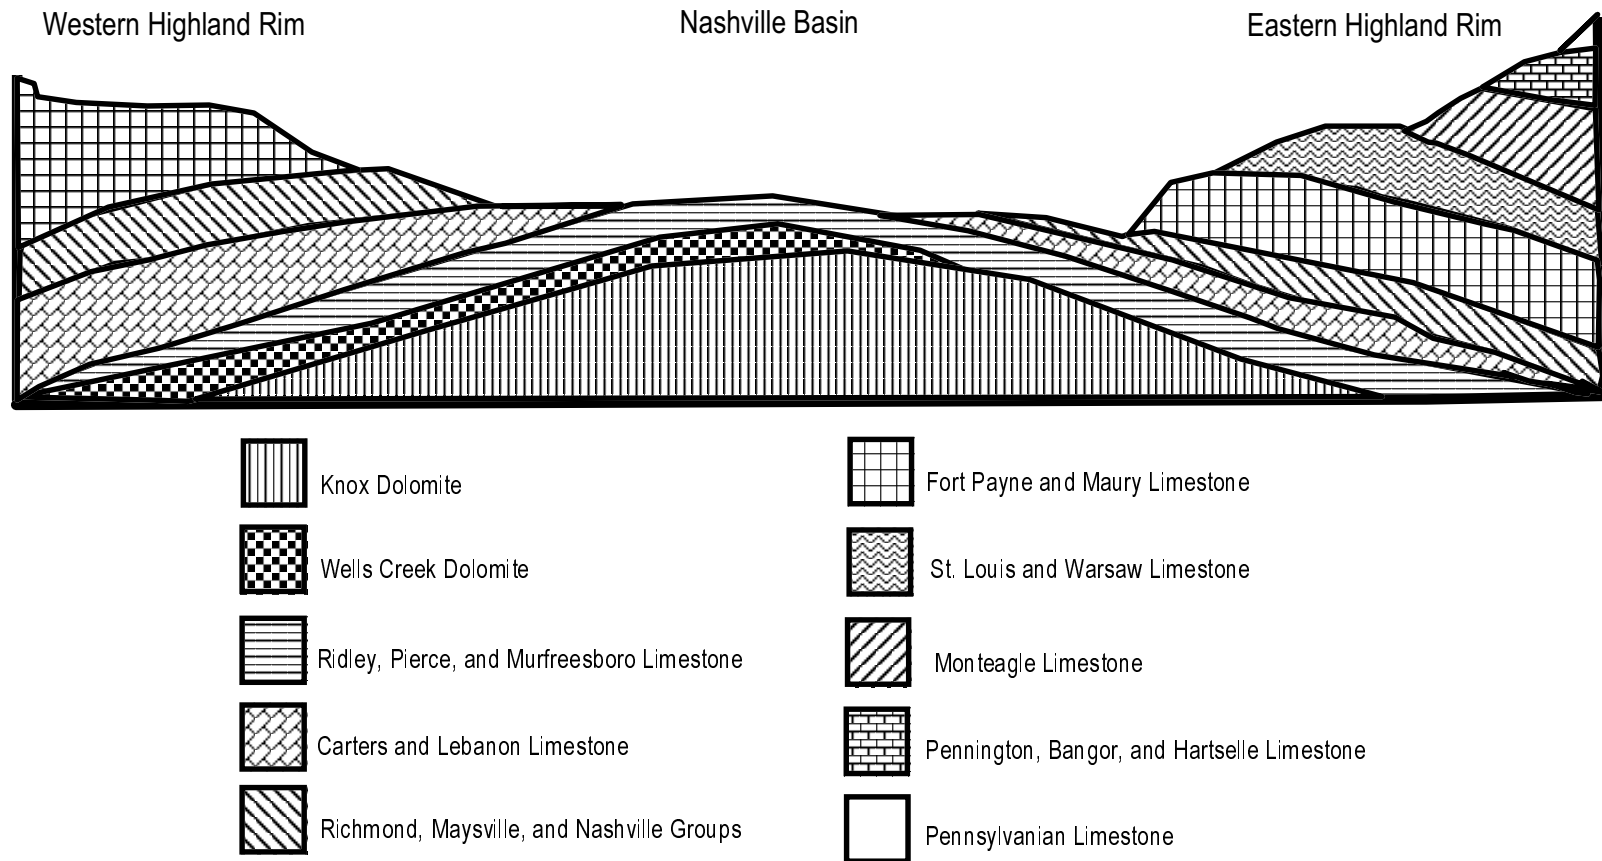 Western Highland Rim
Nashville Basin
Eastern Highland Rim
Knox Dolomite
Wells Creek Dolomite
Ridley, Pierce, and Murfreesboro Limestone
Carters and Lebanon Limestone
Richmond, Maysville, and Nashville Groups
Fort Payne and Maury Limestone
St. Louis and Warsaw Limestone
Monteagle Limestone
Pennington, Bangor, and Hartselle Limestone
Pennsylvanian Limestone